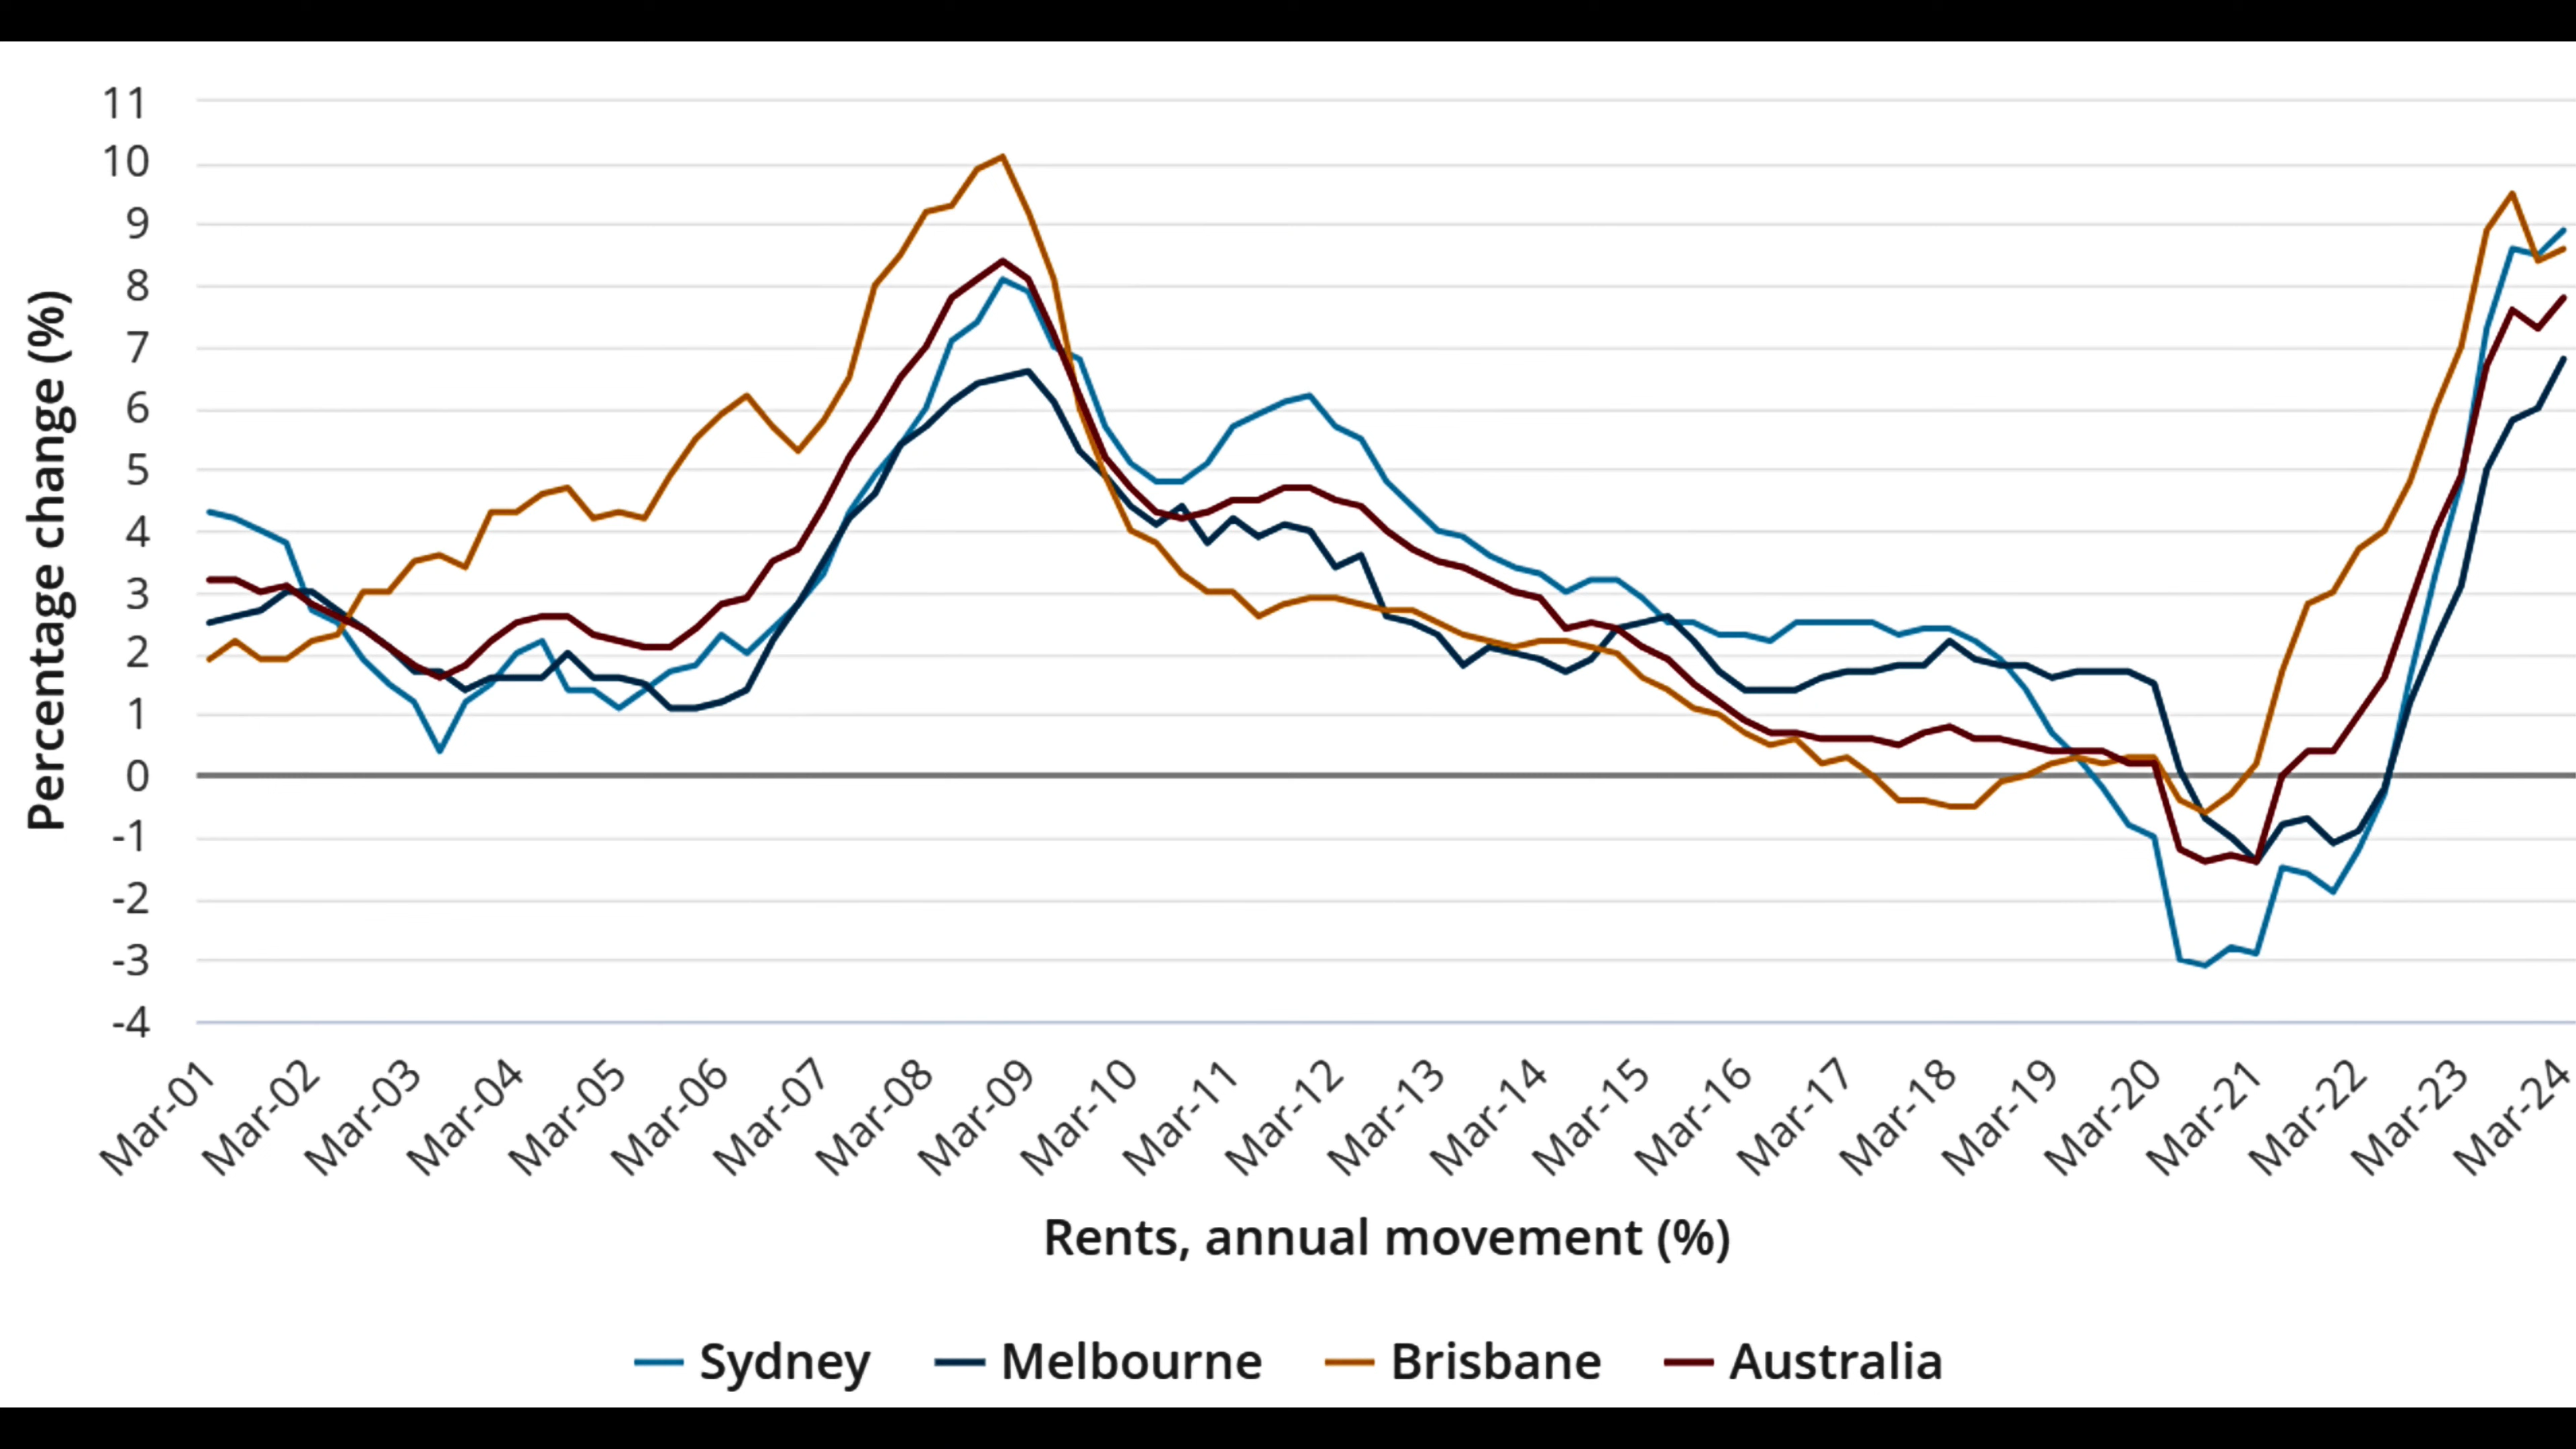 Percentage change (%)
11
10
9
8
7
6
5
4
3
2
1
0
-1
-2
-3
-4
Mar-01
Mar-02
Mar-03
Mar-04
Mar-05
Mar-06
Mar-07
Mar-08
Mar-09
Mar-10
Mar-11
Mar-12
Mar-13
Mar-14
Mar-15
Mar-16
Mar-17
Mar-18
Mar-19
Mar-20
Mar-21
Mar-22
Mar-23
Mar-24
Rents, annual movement (%)
Sydney Melbourne Brisbane Australia